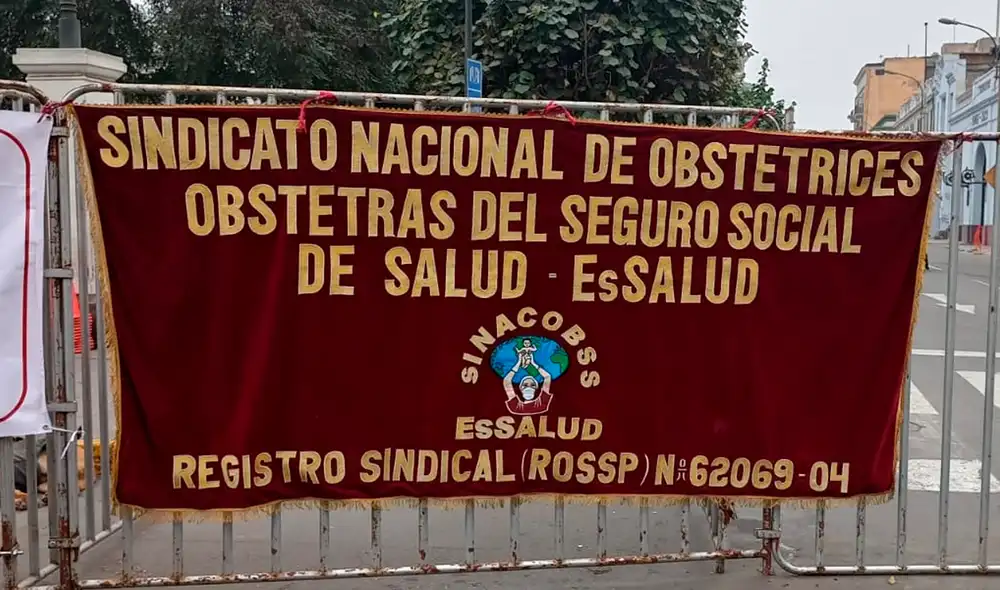 SINDICATO NACIONAL DE OBSTETRICES
OBSTETRAS DEL SEGURO SOCIAL
DE SALUD - EsSALUD
SINACOBSS
EsSALUD
REGISTRO SINDICAL (ROSSP) Nº 62069-04